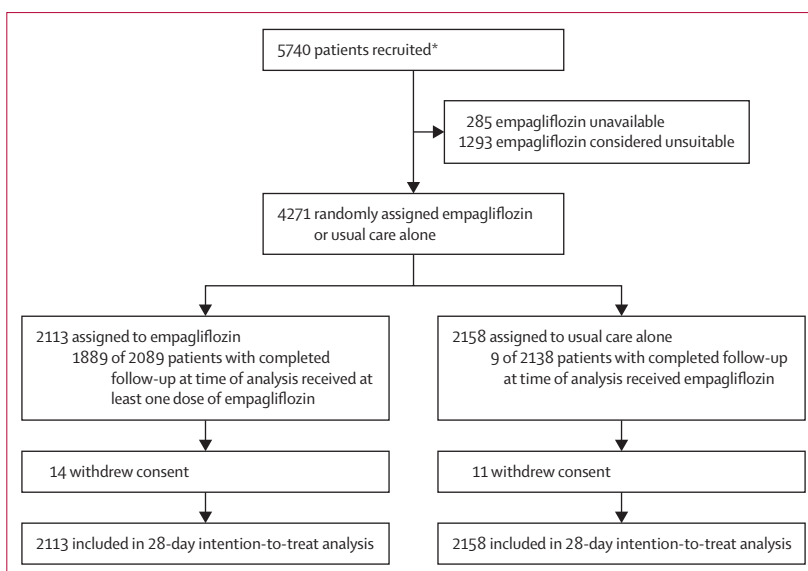 5740 patients recruited*
285 empagliflozin unavailable
1293 empagliflozin considered unsuitable
4271 randomly assigned empagliflozin
or usual care alone
2113 assigned to empagliflozin
1889 of 2089 patients with completed
follow-up at time of analysis received at
least one dose of empagliflozin
2158 assigned to usual care alone
9 of 2138 patients with completed follow-up
at time of analysis received empagliflozin
14 withdrew consent
11 withdrew consent
2113 included in 28-day intention-to-treat analysis
2158 included in 28-day intention-to-treat analysis